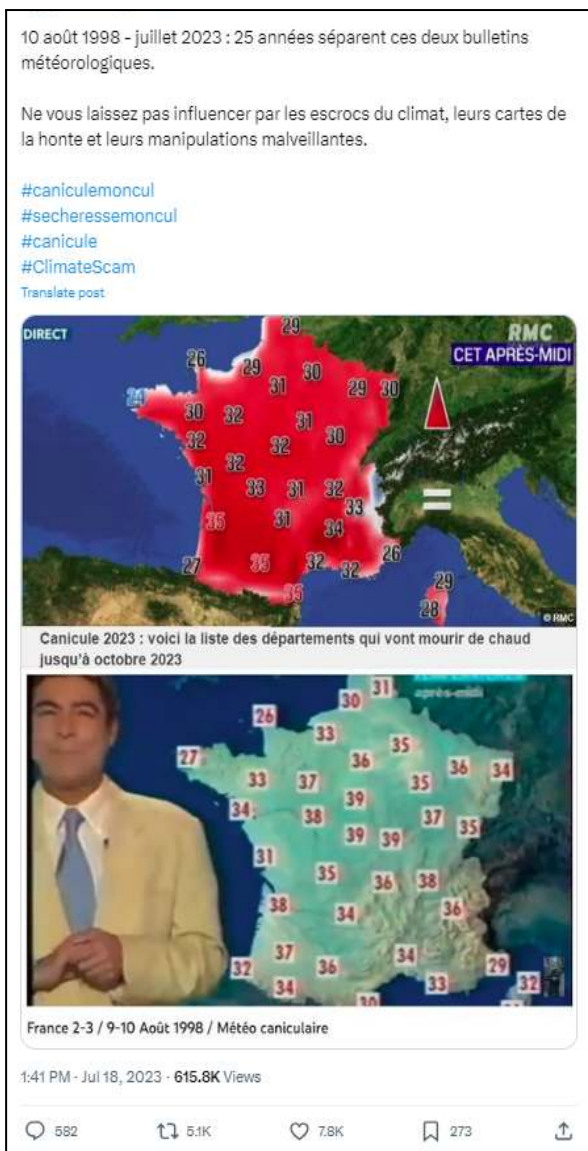 10 août 1998 - juillet 2023 : 25 années séparent ces deux bulletins
météorologiques.
Ne vous laissez pas influencer par les escrocs du climat, leurs cartes de
la honte et leurs manipulations malveillantes.
#caniculemoncul
#secheressemoncul
#canicule
#ClimateScam
Translate post
DIRECT
RMC
CET APRÈS-MIDI
29
26 29 31 30 29 30
24
30 32 31
32 32 30
32
31 33 31 32
33
35 31 34
27 35 32 32 26
35
29
28
=
© RMC
Canicule 2023 : voici la liste des départements qui vont mourir de chaud
jusqu'à octobre 2023
après-midi
30 31
26 33
35
27 36 36 34
33 37 35
39
34 38 37
39 39 35
31
35 36 38
38 34 36
37 34
32 36 29
34 33 32
30
France 2-3 / 9-10 Août 1998 / Météo caniculaire
1:41 PM · Jul 18, 2023 · 615.8K Views
582 5.1K 7.8K 273